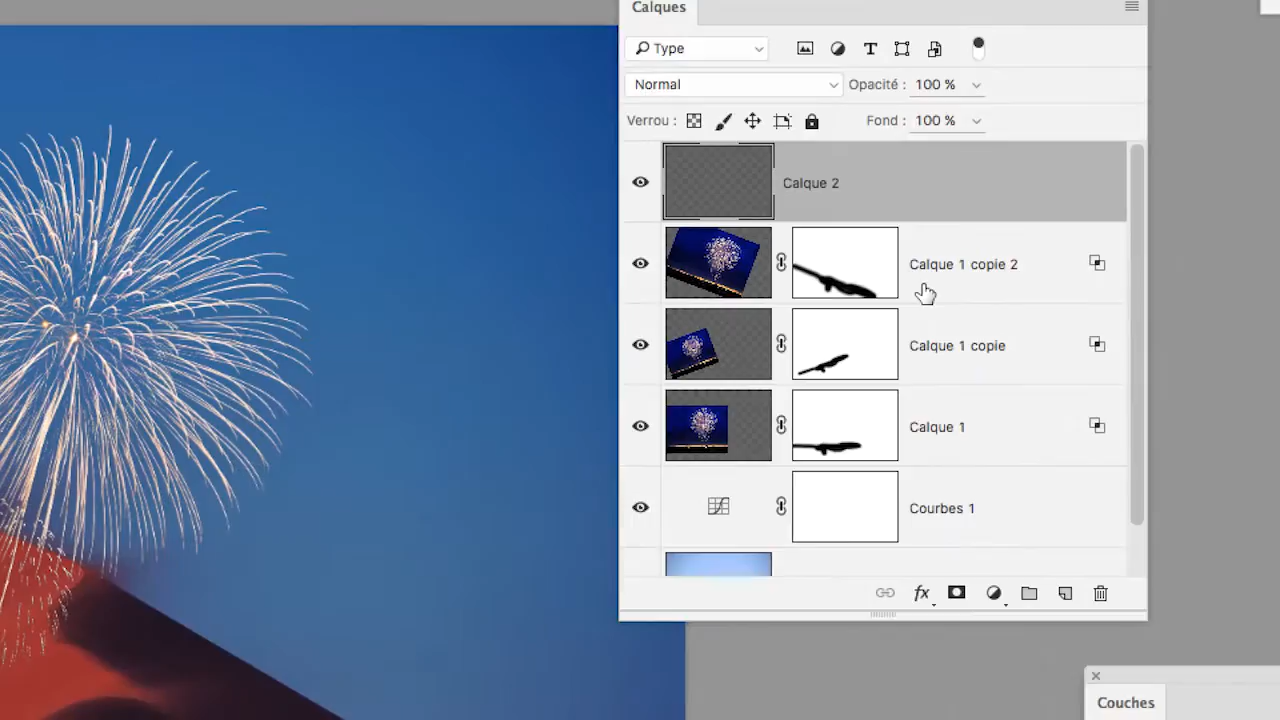 Calques
Type
Normal
Opacité : 100 %
Verrou :
Fond : 100 %
Calque 2
Calque 1 copie 2
Calque 1 copie
Calque 1
Courbes 1
fx
Couches